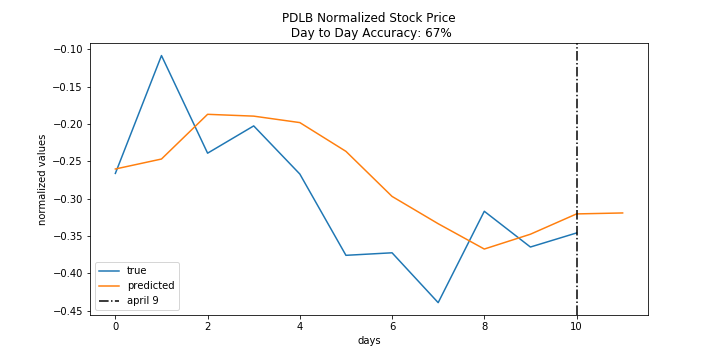 PDLB Normalized Stock Price
Day to Day Accuracy: 67%
−0.10
−0.15
−0.20
−0.25
−0.30
−0.35
−0.40
−0.45
normalized values
true
predicted
april 9
0 2 4 6 8 10
days